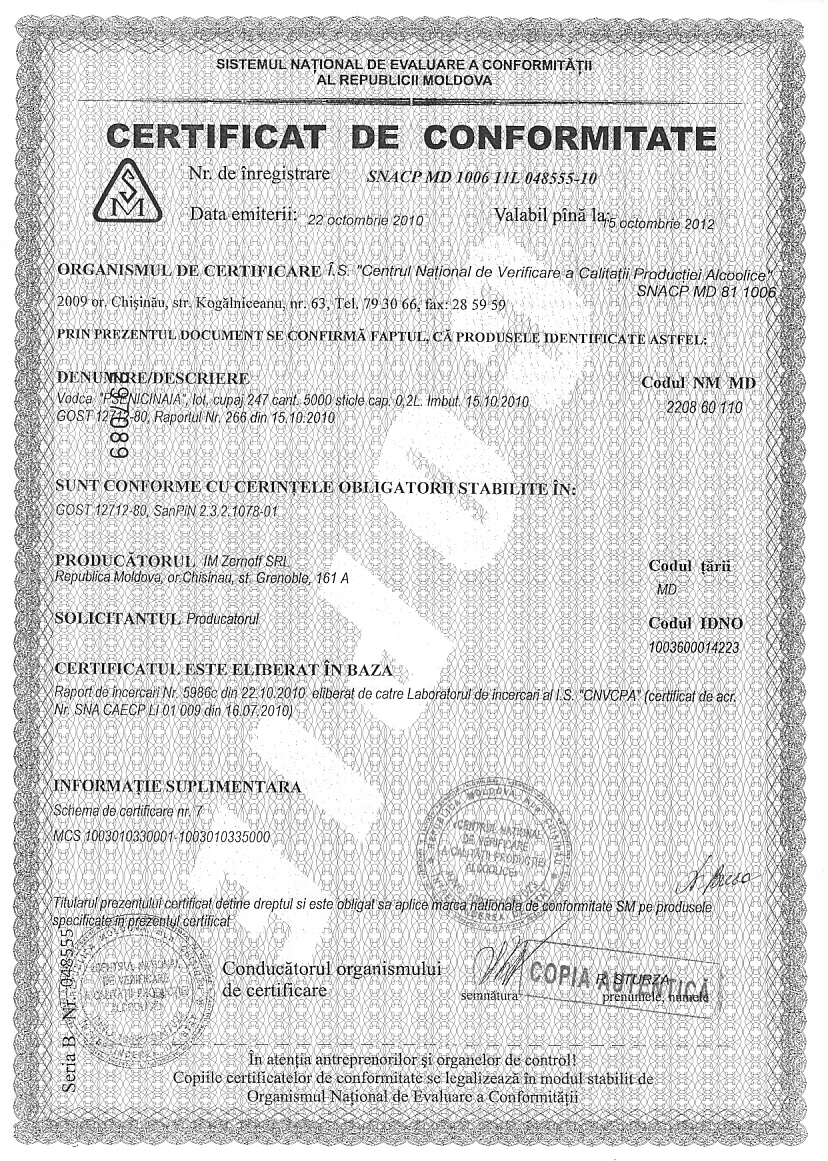 SISTEMUL NAȚIONAL DE EVALUARE A CONFORMITĂȚII
AL REPUBLICII MOLDOVA
CERTIFICAT DE CONFORMITATE
SM
Nr. de înregistrare SNACP MD 1006 11L 048555-10
Data emiterii: 22 octombrie 2010 Valabil pînă la: 15 octombrie 2012
ORGANISMUL DE CERTIFICARE Î.S. "Centrul Național de Verificare a Calitații Productiei Alcoolice"
SNACP MD 81 1006
2009 or. Chișinău, str. Kogălniceanu, nr. 63, Tel. 79 30 66, fax: 28 59 59
PRIN PREZENTUL DOCUMENT SE CONFIRMĂ FAPTUL, CĂ PRODUSELE IDENTIFICATE ASTFEL:
DENUMIRE/DESCRIERE Codul NM MD
Vodca "PSENICINAIA", lot, cupaj 247 cant. 5000 sticle cap. 0,2L. Imbut. 15.10.2010
2208 60 110
GOST 12712-80, Raportul Nr. 266 din 15.10.2010
SUNT CONFORME CU CERINTELE OBLIGATORII STABILITE ÎN:
GOST 12712-80, SanPiN 2.3.2.1078-01
PRODUCĂTORUL IM Zernoff SRL
Codul țării
Republica Moldova, or.Chisinau, st. Grenoble, 161 A
MD
SOLICITANTUL Producatorul
Codul IDNO
1003600014223
CERTIFICATUL ESTE ELIBERAT ÎN BAZA
Raport de incercari Nr. 5986c din 22.10.2010 eliberat de catre Laboratorul de incercari al I.S. "CNVCPA" (certificat de acr.
Nr. SNA CAECP LI 01 009 din 16.07.2010)
INFORMAȚIE SUPLIMENTARA
Schema de certificare nr. 7
MCS 1003010330001-1003010335000
REPUBLICA MOLDOVA
CENTRUL NAȚIONAL
DE VERIFICARE
A CALITĂȚII PRODUCȚIEI
ALCOOLICE
Titularul prezentului certificat deține dreptul si este obligat sa aplice marca nationala de conformitate SM pe produsele
specificate in prezentul certificat
Conducătorul organismului
de certificare
semnătura
COPIA AUTENTICĂ
STURZA
prenumele, numele
Seria B Nr. 048555
În atenția antreprenorilor și organelor de control!
Copiile certificatelor de conformitate se legalizează în modul stabilit de
Organismul Național de Evaluare a Conformității